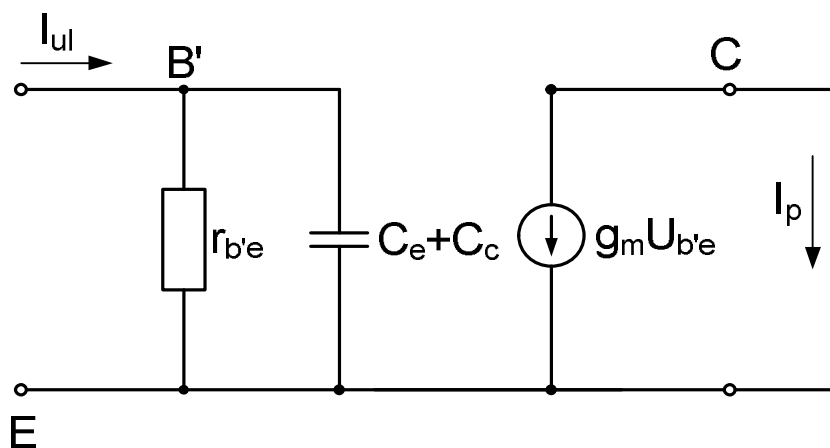 I_ul
B'
C
r_b'e
C_e+C_c
g_mU_b'e
I_p
E